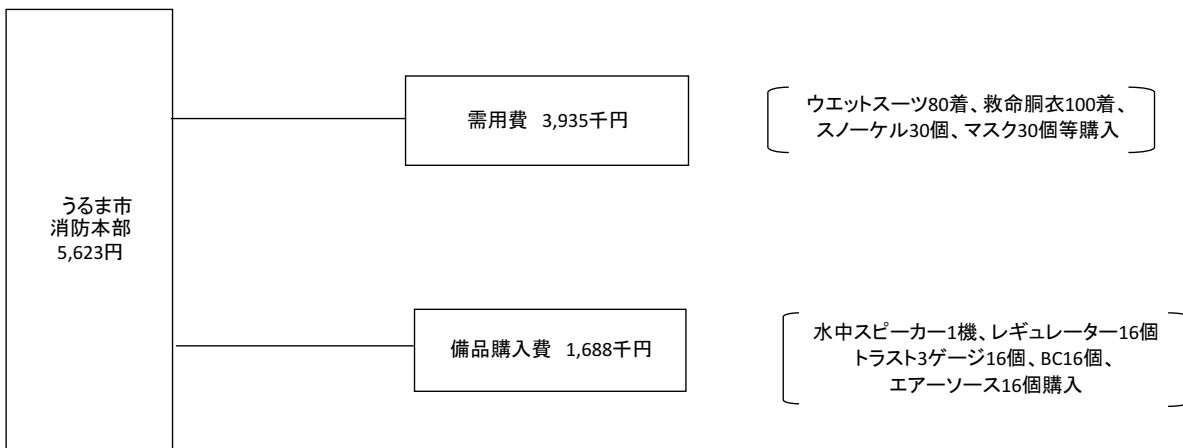 うるま市
消防本部
5,623円
需用費 3,935千円
ウエットスーツ80着、救命胴衣100着、
スノーケル30個、マスク30個等購入
備品購入費 1,688千円
水中スピーカー1機、レギュレーター16個
トラスト3ゲージ16個、BC16個、
エアーソース16個購入